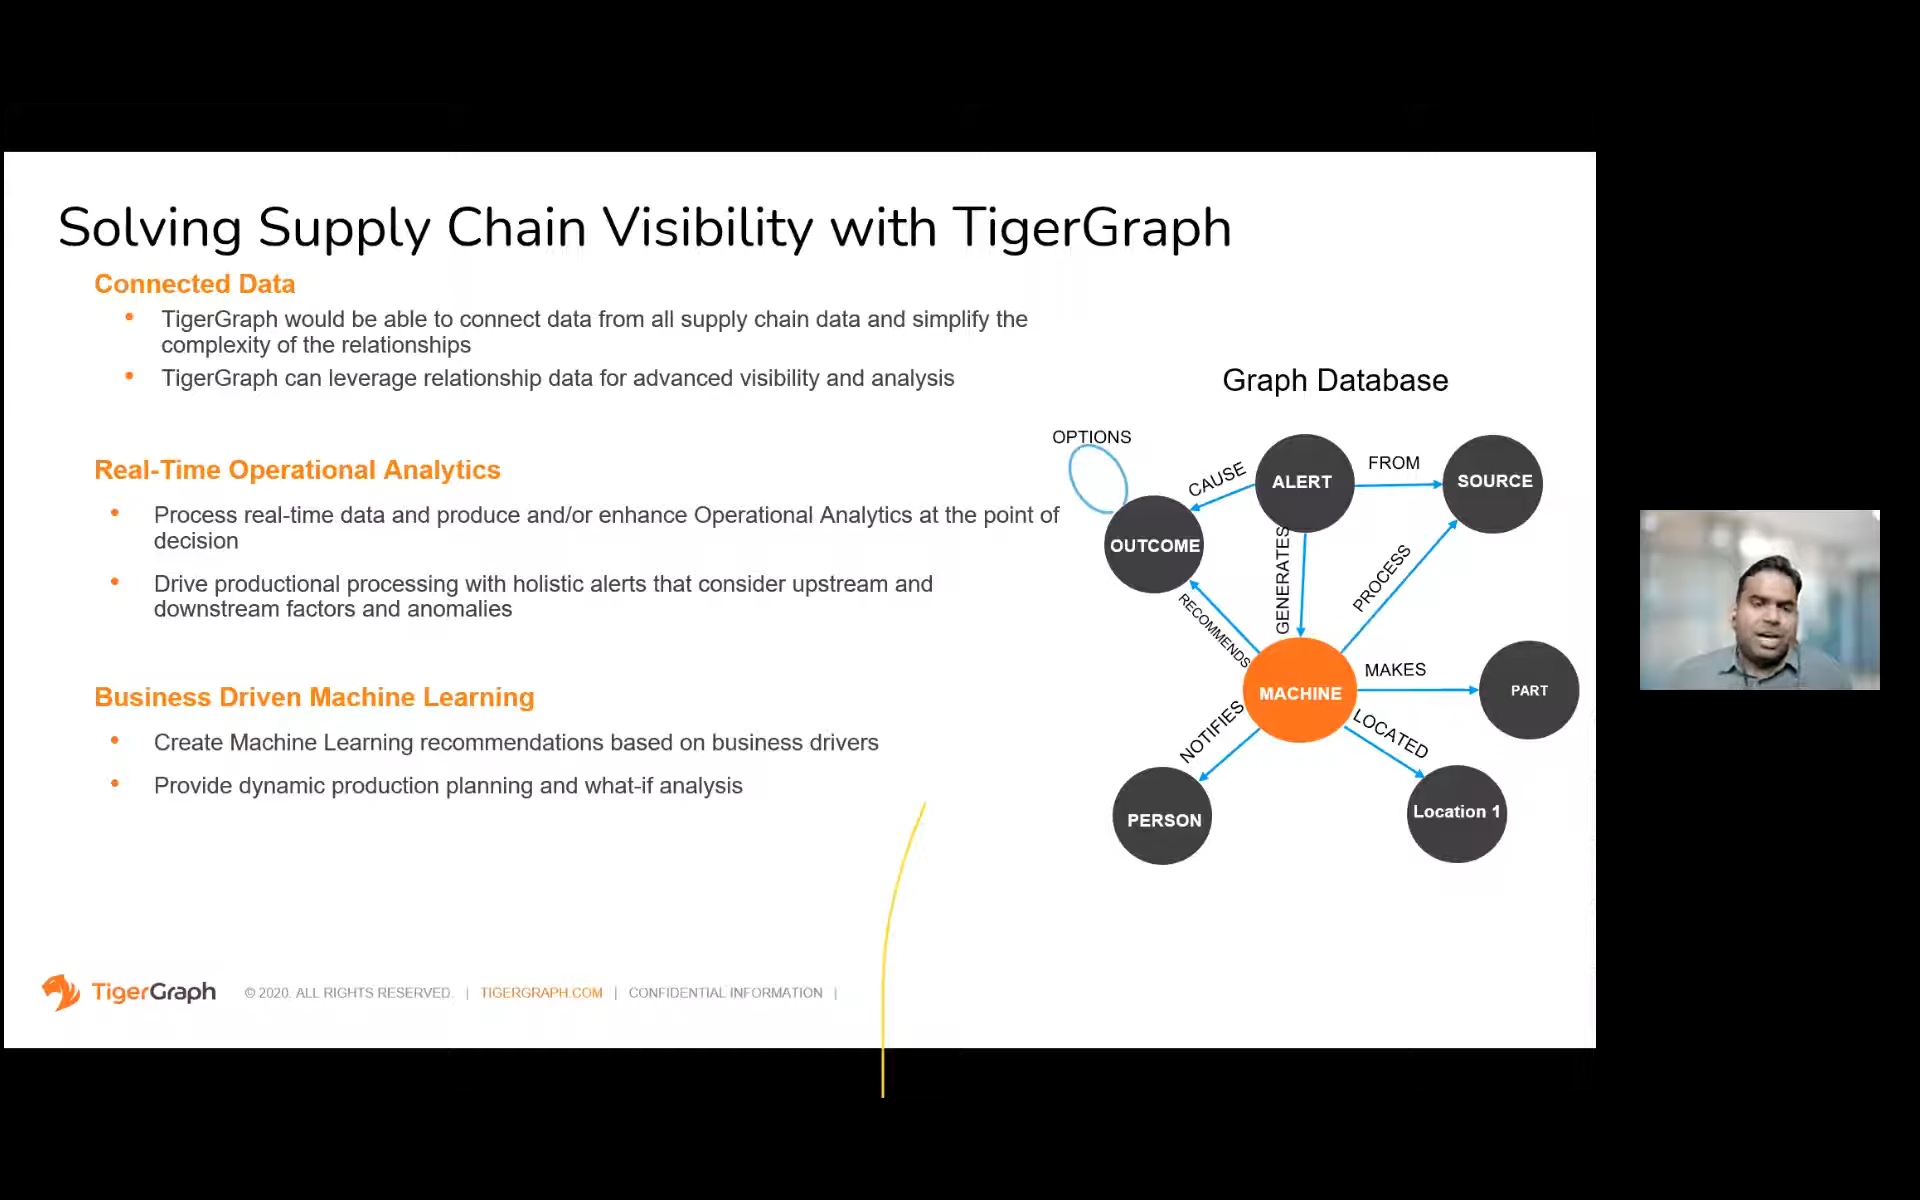 Solving Supply Chain Visibility with TigerGraph
Connected Data
• TigerGraph would be able to connect data from all supply chain data and simplify the
complexity of the relationships
• TigerGraph can leverage relationship data for advanced visibility and analysis
Real-Time Operational Analytics
• Process real-time data and produce and/or enhance Operational Analytics at the point of
decision
• Drive productional processing with holistic alerts that consider upstream and
downstream factors and anomalies
Business Driven Machine Learning
• Create Machine Learning recommendations based on business drivers
• Provide dynamic production planning and what-if analysis
Graph Database
OPTIONS
CAUSE
ALERT
FROM
SOURCE
OUTCOME
GENERATES
PROCESS
RECOMMENDS
MACHINE
MAKES
PART
NOTIFIES
LOCATED
PERSON
Location 1
TigerGraph
© 2020. ALL RIGHTS RESERVED. | TIGERGRAPH.COM | CONFIDENTIAL INFORMATION |